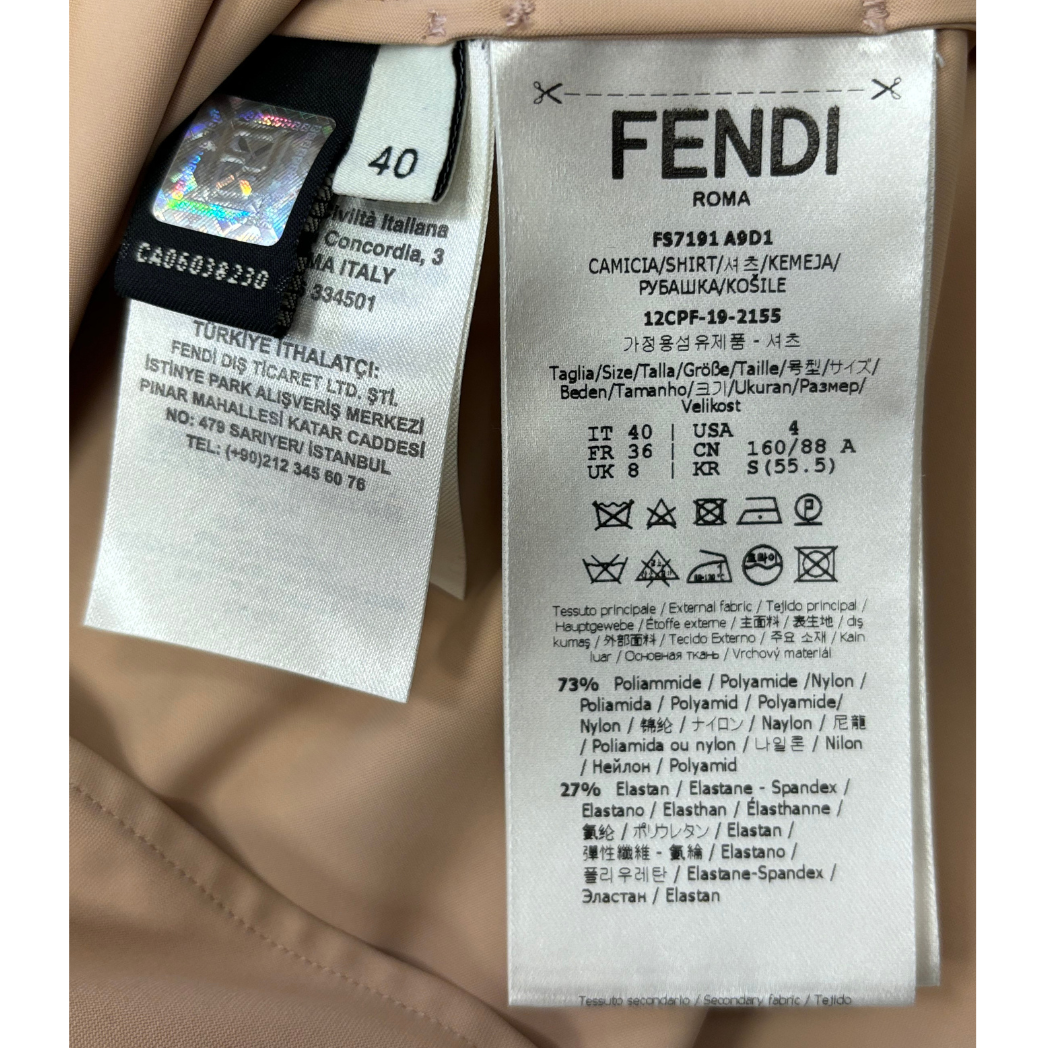 40
CA06038230
iviltà Italiana
Concordia, 3
MA ITALY
334501
TÜRKİYE İTHALATÇI:
FENDİ DIŞ TİCARET LTD. ŞTİ.
İSTİNYE PARK ALIŞVERİŞ MERKEZİ
PINAR MAHALLESİ KATAR CADDESİ
NO: 479 SARIYER/ İSTANBUL
TEL: (+90)212 345 60 76
FENDI
ROMA
FS7191 A9D1
CAMICIA/SHIRT/셔츠/KEMEJA/
РУБАШКА/KOŠILE
12CPF-19-2155
가정용섬유제품 - 셔츠
Taglia/Size/Talla/Größe/Taille/号型/サイズ/
Beden/Tamanho/크기/Ukuran/Размер/
Velikost
IT 40 | USA 4
FR 36 | CN 160/88 A
UK 8 | KR S(55.5)
P
드라이
Tessuto principale / External fabric / Tejido principal /
Hauptgewebe / Étoffe externe / 主面料 / 表生地 / dış
kumaş / 外部面料 / Tecido Externo / 주요 소재 / Kain
luar / Основная ткань / Vrchový materiál
73% Poliammide / Polyamide /Nylon /
Poliamida / Polyamid / Polyamide/
Nylon / 锦纶 / ナイロン / Naylon / 尼龍
/ Poliamida ou nylon / 나일론 / Nilon
/ Нейлон / Polyamid
27% Elastan / Elastane - Spandex /
Elastano / Elasthan / Élasthanne /
氨纶 / ポリウレタン / Elastan /
彈性纖維 - 氨綸 / Elastano /
폴리우레탄 / Elastane-Spandex /
Эластан / Elastan
Tessuto secondario / Secondary fabric / Tejido